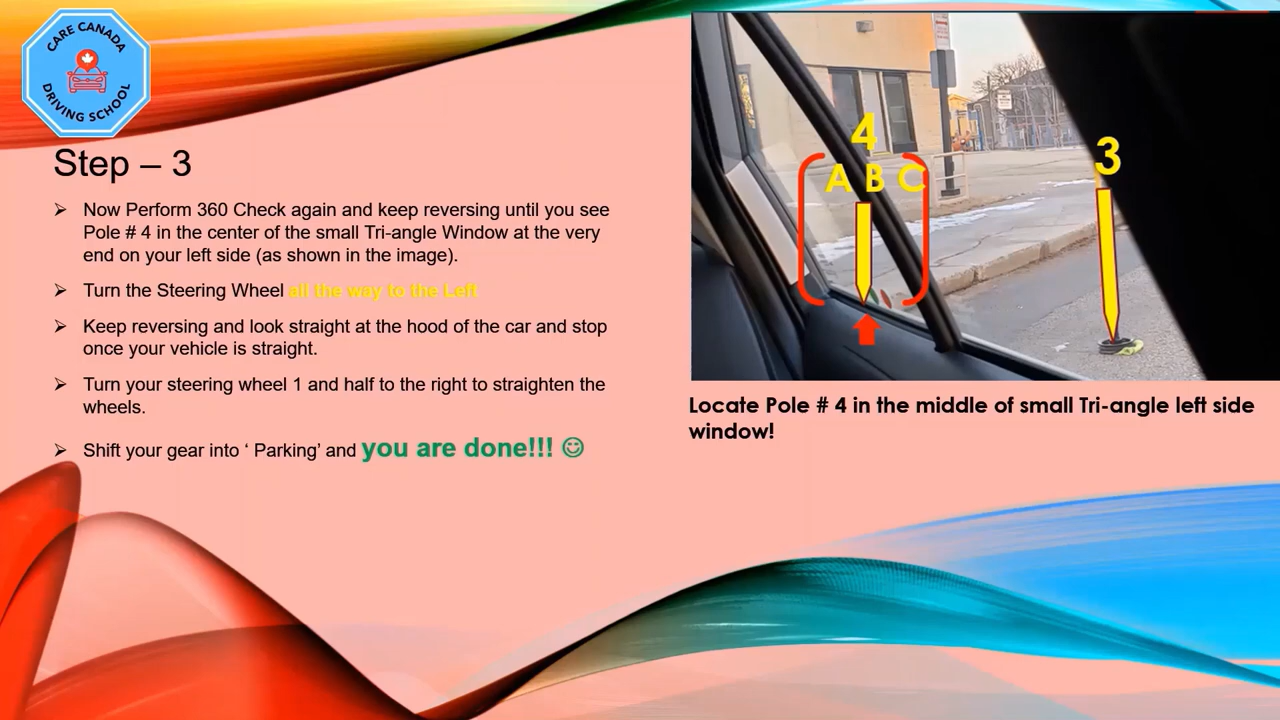 CARE CANADA
DRIVING SCHOOL
Step – 3
Now Perform 360 Check again and keep reversing until you see
Pole # 4 in the center of the small Tri-angle Window at the very
end on your left side (as shown in the image).
Turn the Steering Wheel all the way to the Left
Keep reversing and look straight at the hood of the car and stop
once your vehicle is straight.
Turn your steering wheel 1 and half to the right to straighten the
wheels.
Shift your gear into ‘ Parking’ and you are done!!! ☺
4
A B C
3
Locate Pole # 4 in the middle of small Tri-angle left side
window!